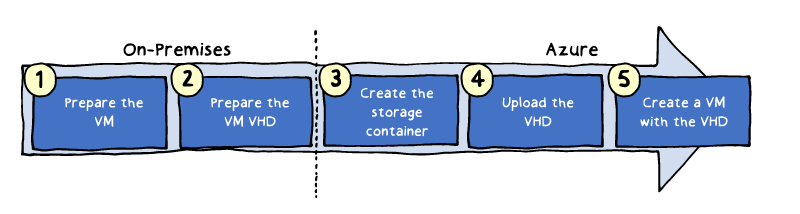 On-Premises
Azure
1
Prepare the
VM
2
Prepare the
VM VHD
3
Create the
storage
container
4
Upload the
VHD
5
Create a VM
with the VHD